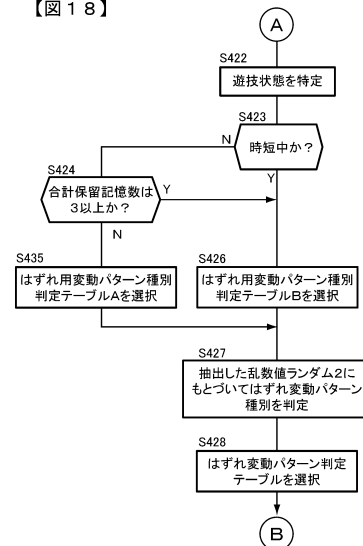 【図18】
A
S422
遊技状態を特定
S423
時短中か？
N
Y
S424
合計保留記憶数は
3以上か？
Y
N
S435
はずれ用変動パターン種別
判定テーブルAを選択
S426
はずれ用変動パターン種別
判定テーブルBを選択
S427
抽出した乱数値ランダム2に
もとづいてはずれ変動パターン
種別を判定
S428
はずれ変動パターン判定
テーブルを選択
B